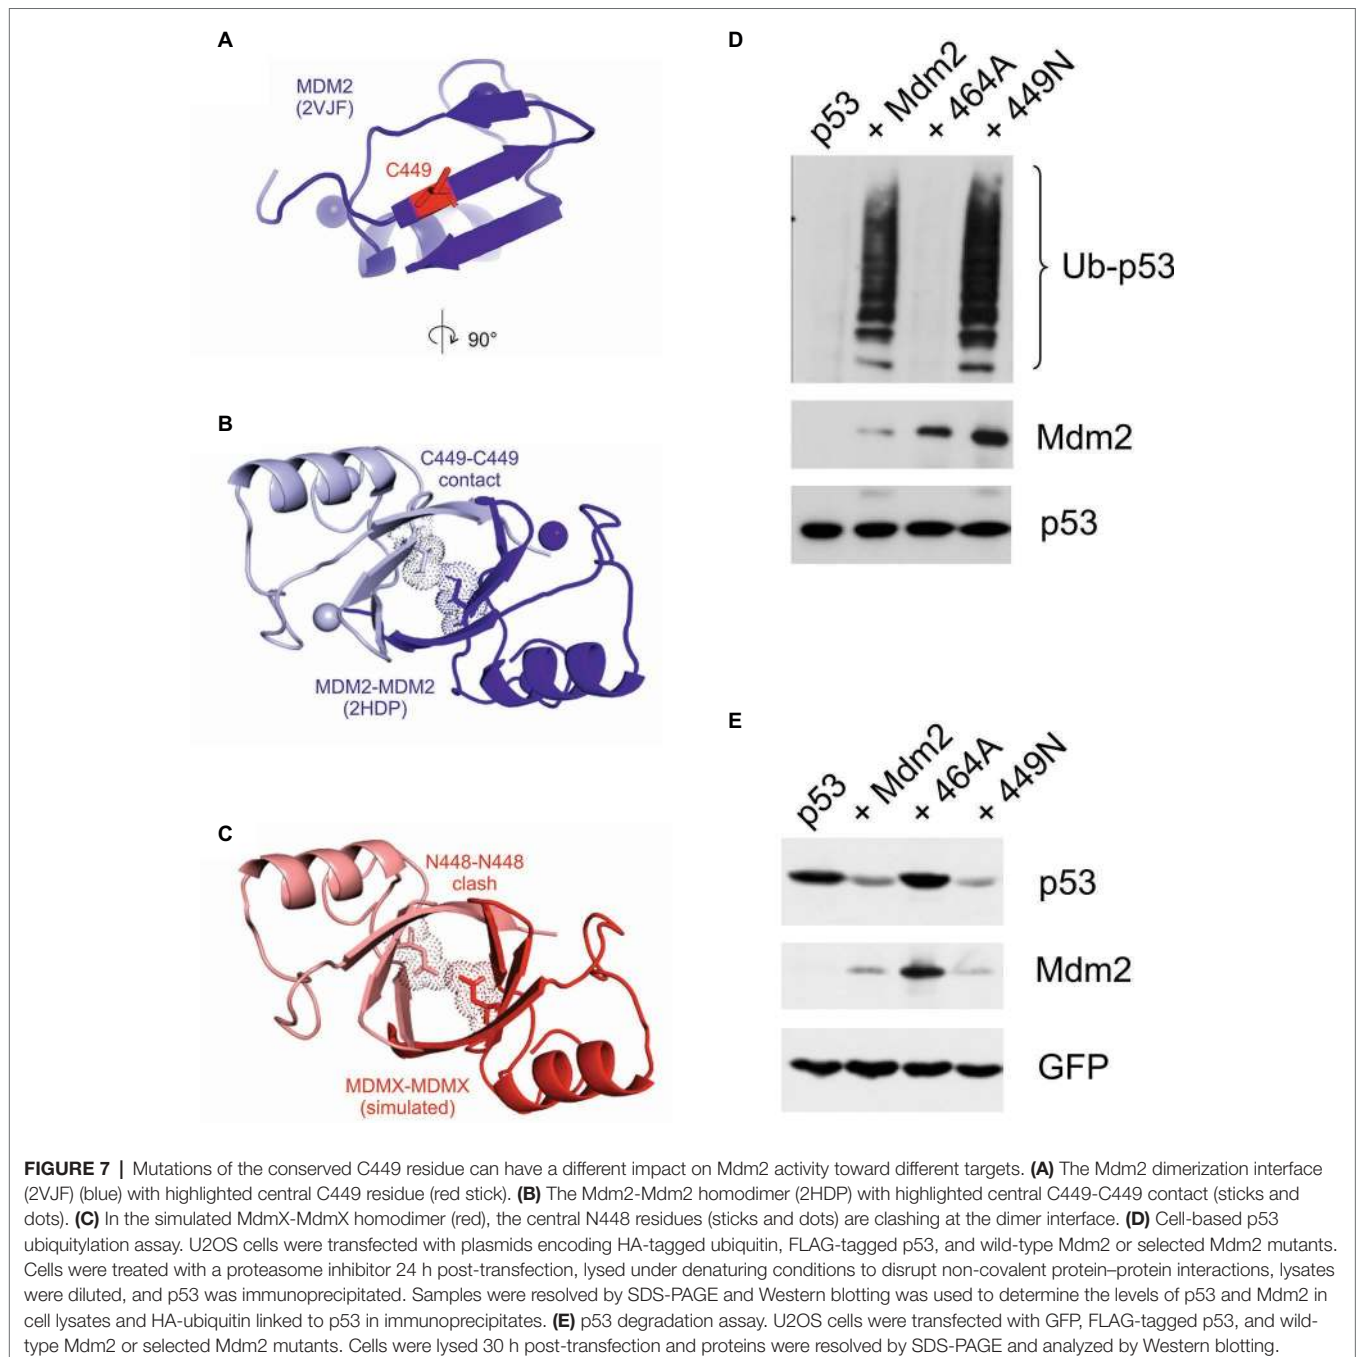 A
MDM2
(2VJF)
C449
90°
B
C449-C449
contact
MDM2-MDM2
(2HDP)
C
N448-N448
clash
MDMX-MDMX
(simulated)
D
p53
+ Mdm2
+ 464A
+ 449N
Ub-p53
Mdm2
p53
E
p53
+ Mdm2
+ 464A
+ 449N
p53
Mdm2
GFP
FIGURE 7 | Mutations of the conserved C449 residue can have a different impact on Mdm2 activity toward different targets. (A) The Mdm2 dimerization interface
(2VJF) (blue) with highlighted central C449 residue (red stick). (B) The Mdm2-Mdm2 homodimer (2HDP) with highlighted central C449-C449 contact (sticks and
dots). (C) In the simulated MdmX-MdmX homodimer (red), the central N448 residues (sticks and dots) are clashing at the dimer interface. (D) Cell-based p53
ubiquitylation assay. U2OS cells were transfected with plasmids encoding HA-tagged ubiquitin, FLAG-tagged p53, and wild-type Mdm2 or selected Mdm2 mutants.
Cells were treated with a proteasome inhibitor 24 h post-transfection, lysed under denaturing conditions to disrupt non-covalent protein–protein interactions, lysates
were diluted, and p53 was immunoprecipitated. Samples were resolved by SDS-PAGE and Western blotting was used to determine the levels of p53 and Mdm2 in
cell lysates and HA-ubiquitin linked to p53 in immunoprecipitates. (E) p53 degradation assay. U2OS cells were transfected with GFP, FLAG-tagged p53, and wild-
type Mdm2 or selected Mdm2 mutants. Cells were lysed 30 h post-transfection and proteins were resolved by SDS-PAGE and analyzed by Western blotting.